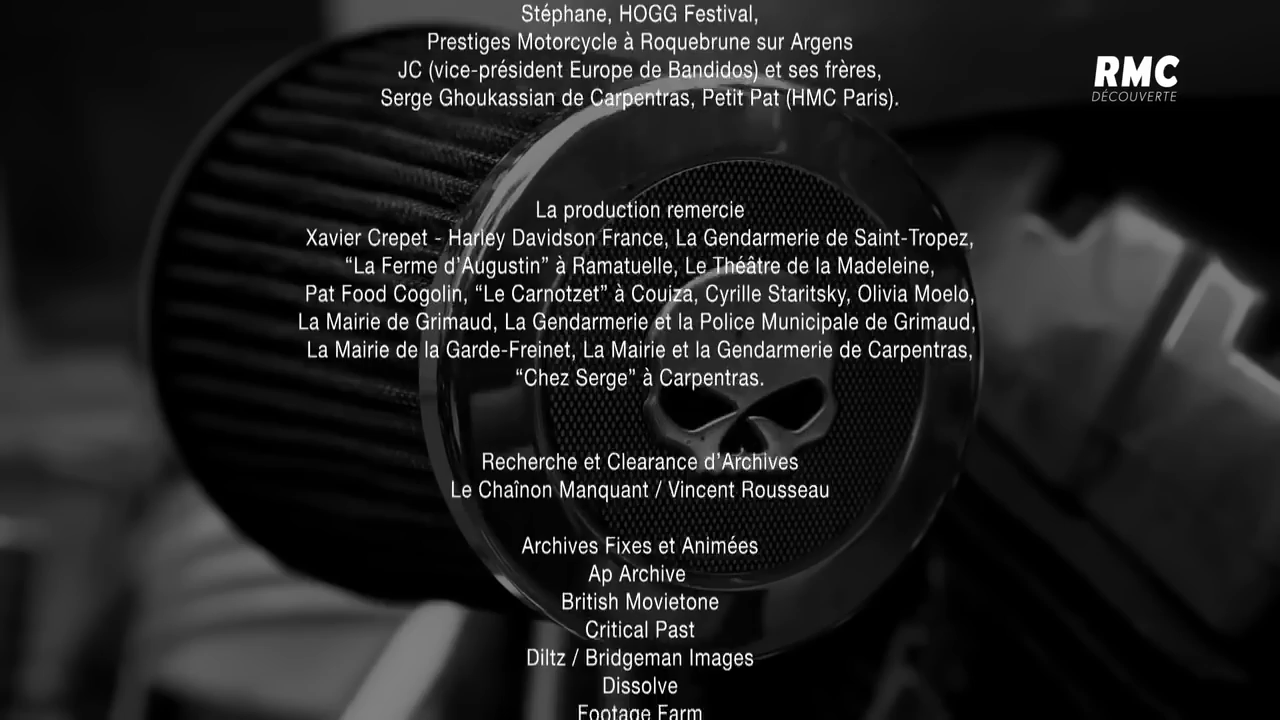 Stéphane, HOGG Festival,
Prestiges Motorcycle à Roquebrune sur Argens
JC (vice-président Europe de Bandidos) et ses frères,
Serge Ghoukassian de Carpentras, Petit Pat (HMC Paris).
RMC
DÉCOUVERTE
La production remercie
Xavier Crepet - Harley Davidson France, La Gendarmerie de Saint-Tropez,
“La Ferme d’Augustin” à Ramatuelle, Le Théâtre de la Madeleine,
Pat Food Cogolin, “Le Carnotzet” à Couiza, Cyrille Staritsky, Olivia Moelo,
La Mairie de Grimaud, La Gendarmerie et la Police Municipale de Grimaud,
La Mairie de la Garde-Freinet, La Mairie et la Gendarmerie de Carpentras,
“Chez Serge” à Carpentras.
Recherche et Clearance d’Archives
Le Chaînon Manquant / Vincent Rousseau
Archives Fixes et Animées
Ap Archive
British Movietone
Critical Past
Diltz / Bridgeman Images
Dissolve
Footage Farm